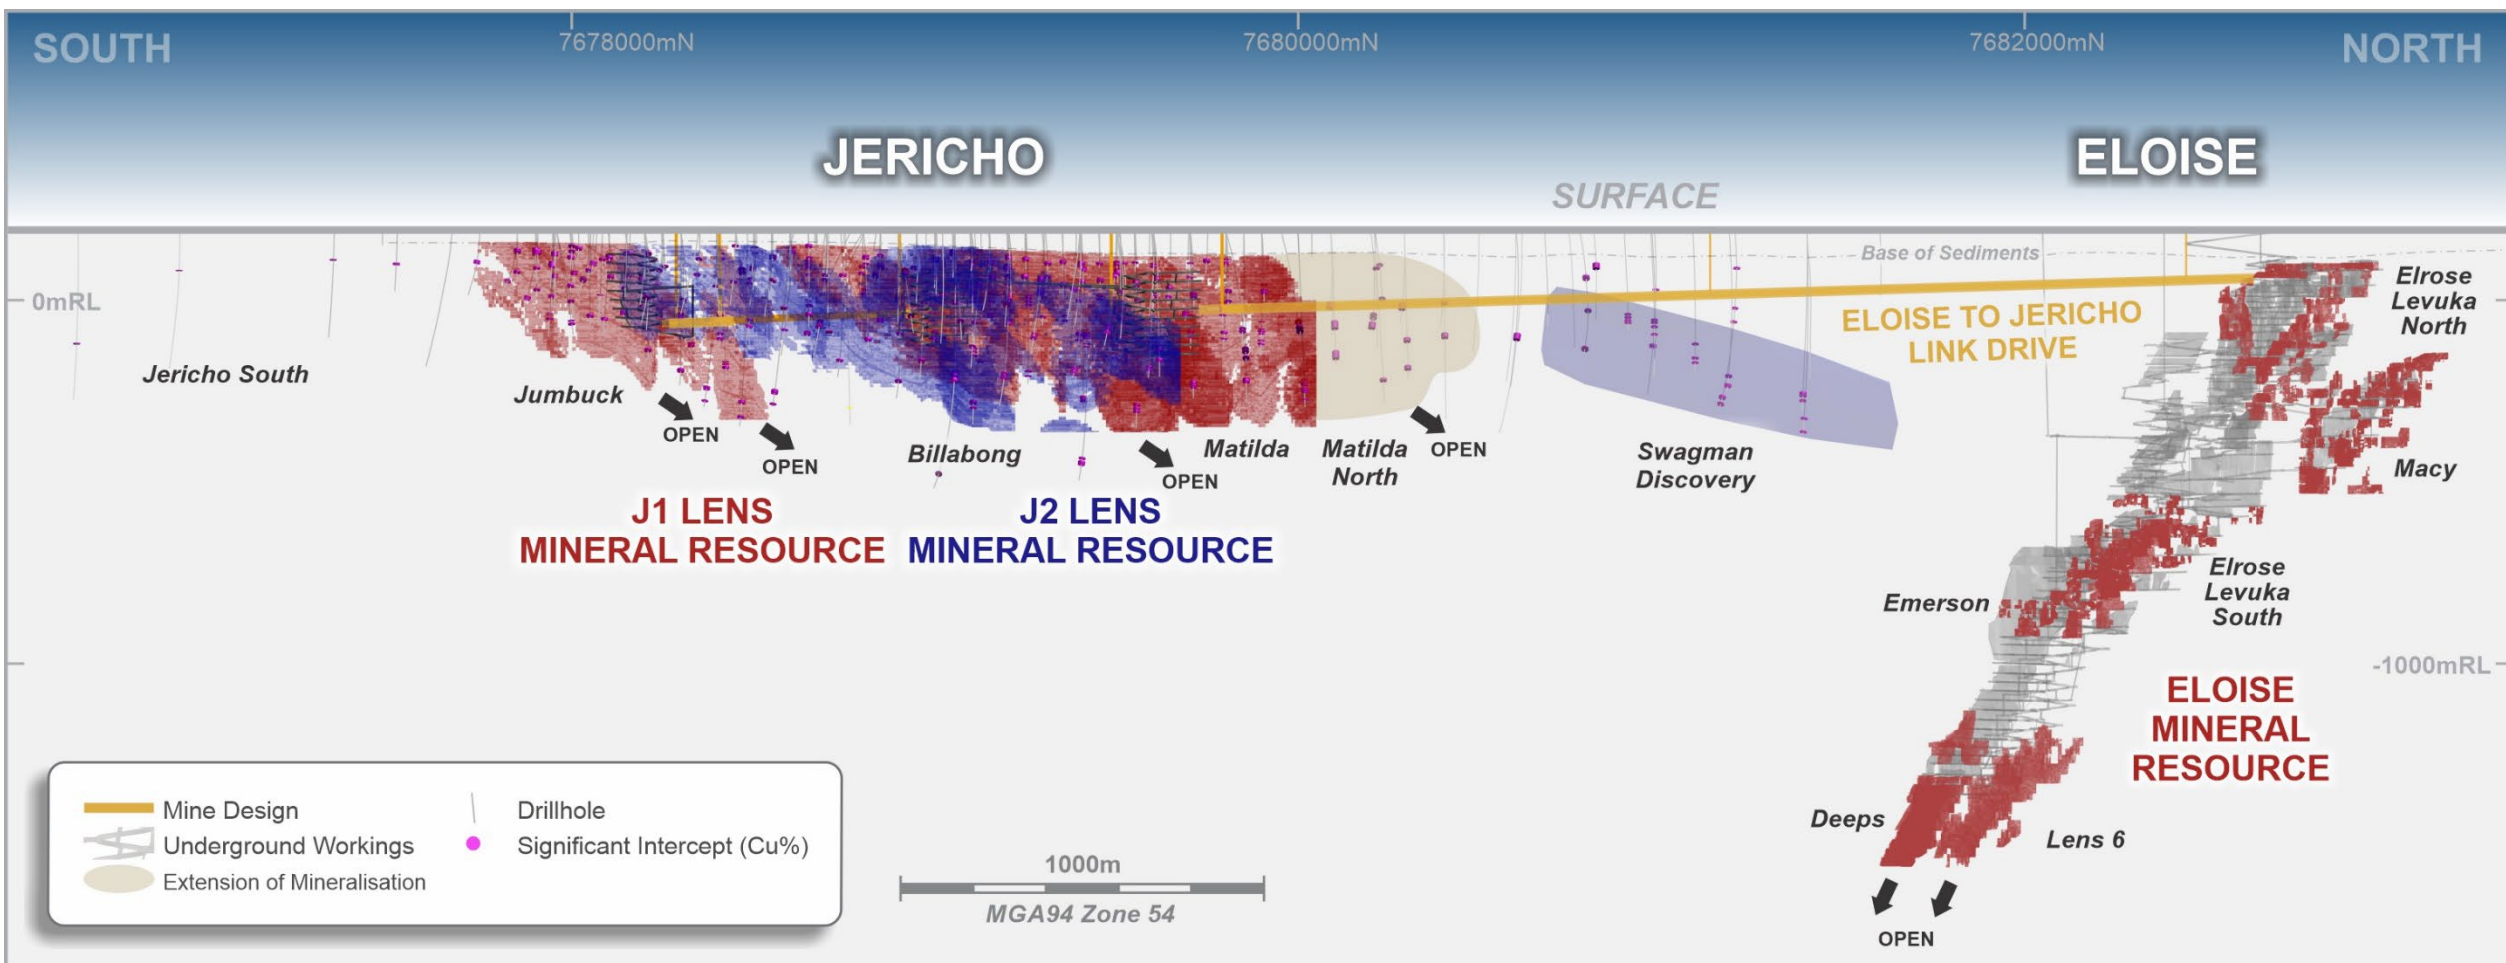 SOUTH
7678000mN
7680000mN
7682000mN
NORTH
JERICHO
ELOISE
SURFACE
Base of Sediments
0mRL
Elrose
Levuka
North
ELOISE TO JERICHO
LINK DRIVE
Jericho South
Jumbuck
OPEN
OPEN
Billabong
OPEN
Matilda
Matilda
North
OPEN
Swagman
Discovery
Macy
J1 LENS
MINERAL RESOURCE
J2 LENS
MINERAL RESOURCE
Emerson
Elrose
Levuka
South
-1000mRL
ELOISE
MINERAL
RESOURCE
Deeps
Lens 6
OPEN
Mine Design
Underground Workings
Extension of Mineralisation
Drillhole
Significant Intercept (Cu%)
1000m
MGA94 Zone 54